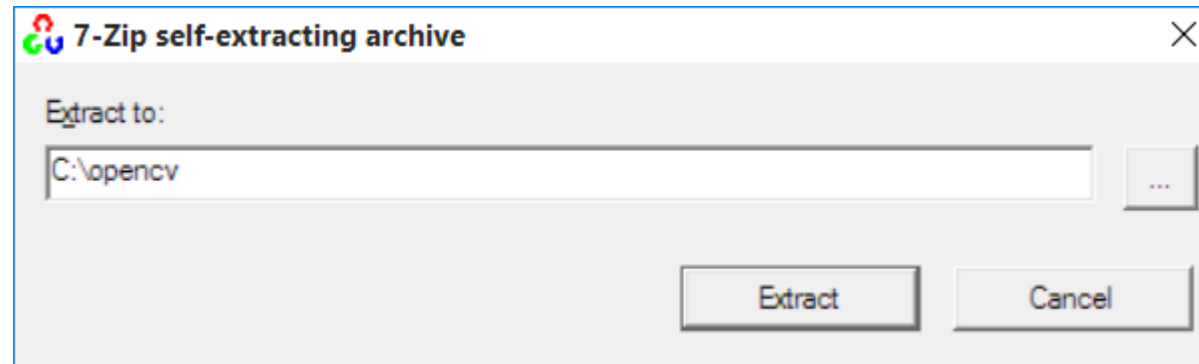 7-Zip self-extracting archive
Extract to:
C:\opencv
...
Extract
Cancel